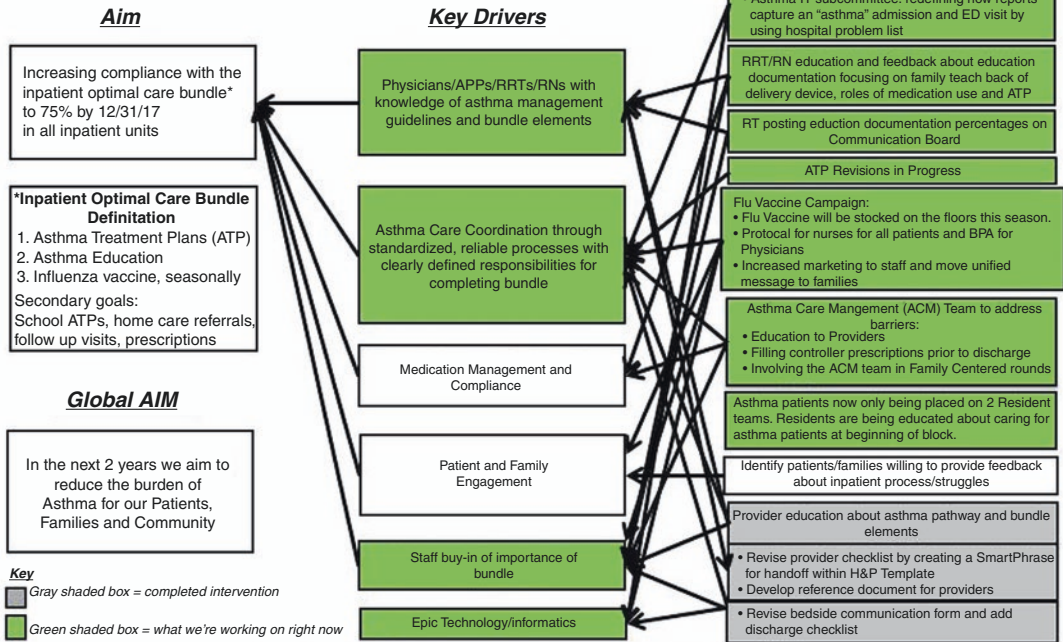 Aim
Increasing compliance with the
inpatient optimal care bundle*
to 75% by 12/31/17
in all inpatient units
*Inpatient Optimal Care Bundle
Definitation
1. Asthma Treatment Plans (ATP)
2. Asthma Education
3. Influenza vaccine, seasonally
Secondary goals:
School ATPs, home care referrals,
follow up visits, prescriptions
Global AIM
In the next 2 years we aim to
reduce the burden of
Asthma for our Patients,
Families and Community
Key
Gray shaded box = completed intervention
Green shaded box = what we're working on right now
Key Drivers
Physicians/APPs/RRTs/RNs with
knowledge of asthma management
guidelines and bundle elements
Asthma Care Coordination through
standardized, reliable processes with
clearly defined responsibilities for
completing bundle
Medication Management and
Compliance
Patient and Family
Engagement
Staff buy-in of importance of
bundle
Epic Technology/informatics
• Asthma IT subcommittee: redefining how reports
capture an “asthma” admission and ED visit by
using hospital problem list
RRT/RN education and feedback about education
documentation focusing on family teach back of
delivery device, roles of medication use and ATP
RT posting eduction documentation percentages on
Communication Board
ATP Revisions in Progress
Flu Vaccine Campaign:
• Flu Vaccine will be stocked on the floors this season.
• Protocal for nurses for all patients and BPA for
Physicians
• Increased marketing to staff and move unified
message to families
Asthma Care Mangement (ACM) Team to address
barriers:
• Education to Providers
• Filling controller prescriptions prior to discharge
• Involving the ACM team in Family Centered rounds
Asthma patients now only being placed on 2 Resident
teams. Residents are being educated about caring for
asthma patients at beginning of block.
Identify patients/families willing to provide feedback
about inpatient process/struggles
Provider education about asthma pathway and bundle
elements
• Revise provider checklist by creating a SmartPhrase
for handoff within H&P Template
• Develop reference document for providers
• Revise bedside communication form and add
discharge checklist